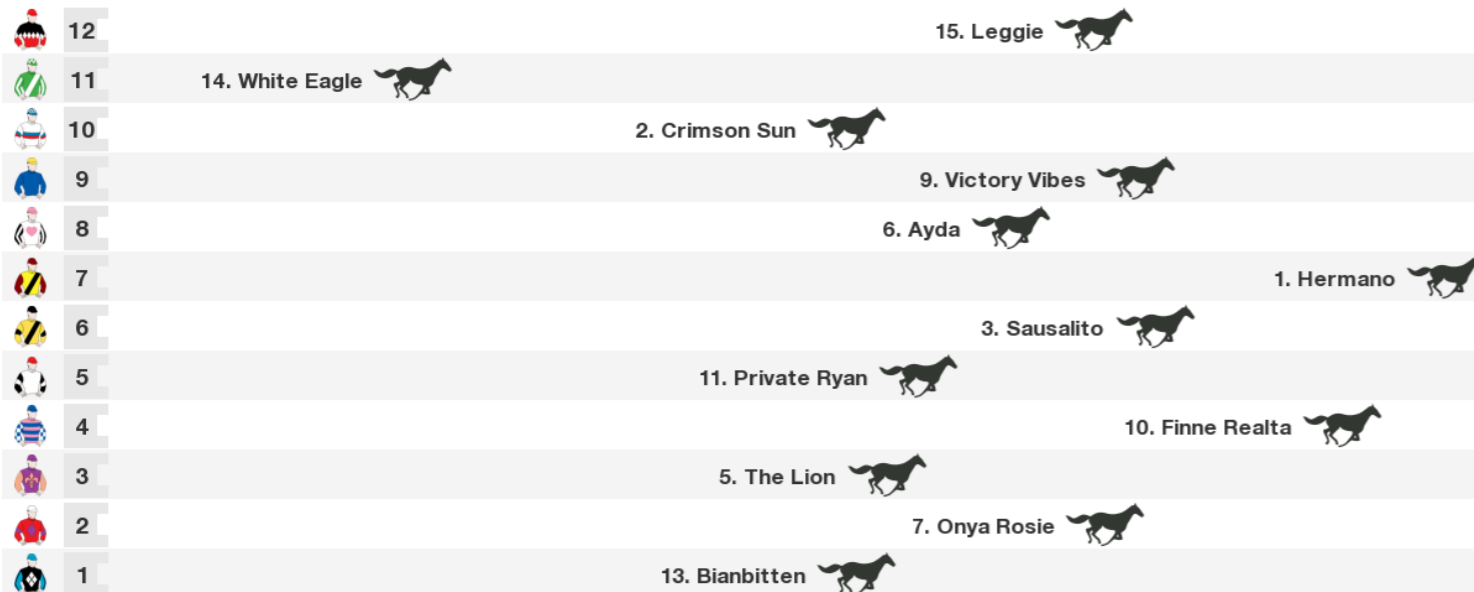 12 15. Leggie
11 14. White Eagle
10 2. Crimson Sun
9 9. Victory Vibes
8 6. Ayda
7 1. Hermano
6 3. Sausalito
5 11. Private Ryan
4 10. Finne Realta
3 5. The Lion
2 7. Onya Rosie
1 13. Bianbitten